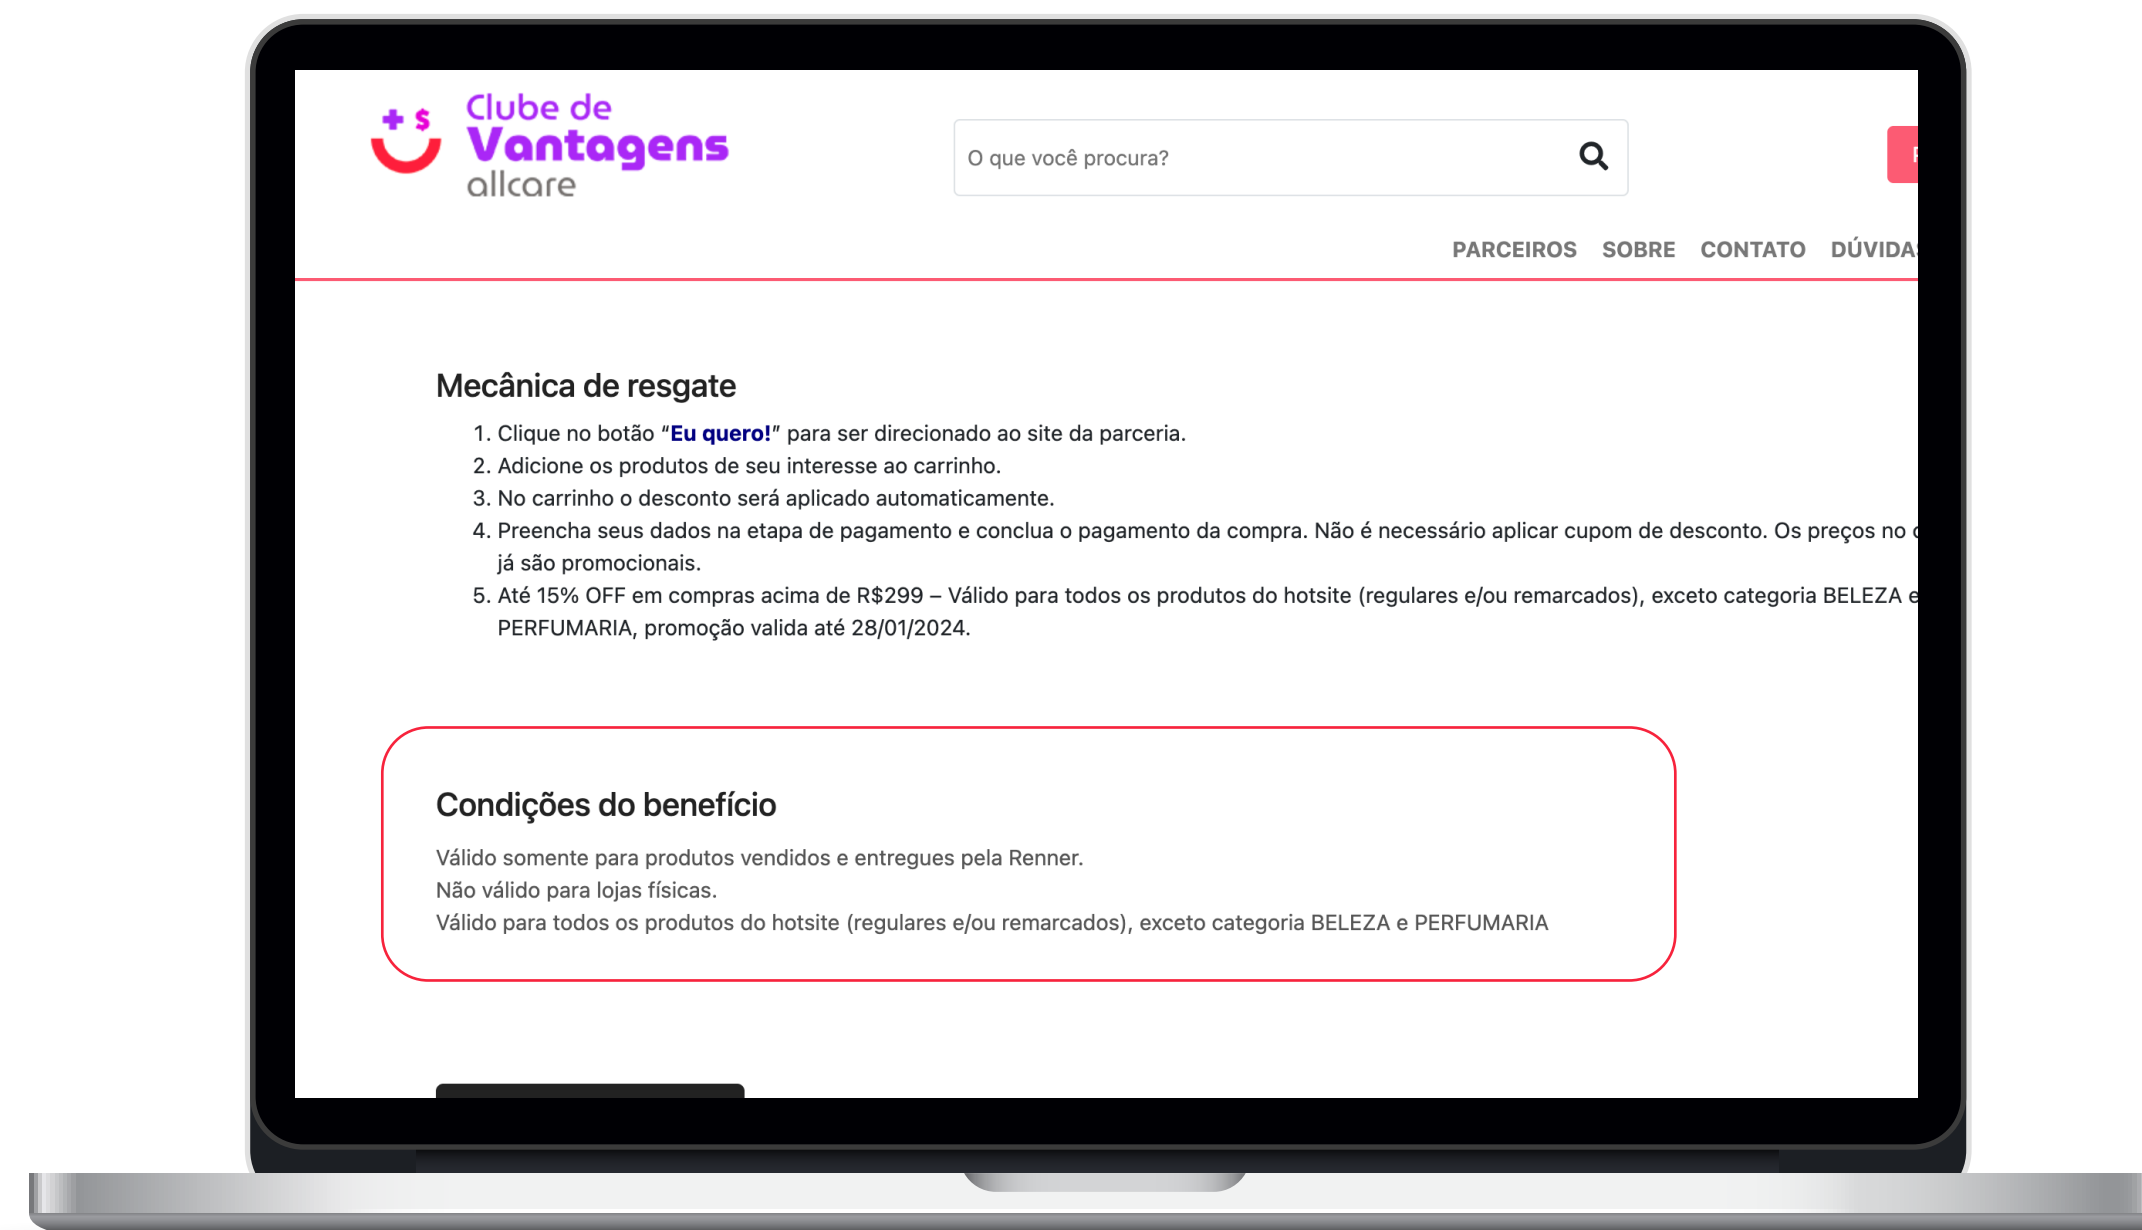 Clube de
Vantagens
allcare
O que você procura?
PARCEIROS SOBRE CONTATO
Mecânica de resgate
1. Clique no botão “Eu quero!” para ser direcionado ao site da parceria.
2. Adicione os produtos de seu interesse ao carrinho.
3. No carrinho o desconto será aplicado automaticamente.
4. Preencha seus dados na etapa de pagamento e conclua o pagamento da compra. Não é necessário aplicar cupom de desconto. Os preços no
já são promocionais.
5. Até 15% OFF em compras acima de R$299 – Válido para todos os produtos do hotsite (regulares e/ou remarcados), exceto categoria BELEZA e
PERFUMARIA, promoção valida até 28/01/2024.
Condições do benefício
Válido somente para produtos vendidos e entregues pela Renner.
Não válido para lojas físicas.
Válido para todos os produtos do hotsite (regulares e/ou remarcados), exceto categoria BELEZA e PERFUMARIA